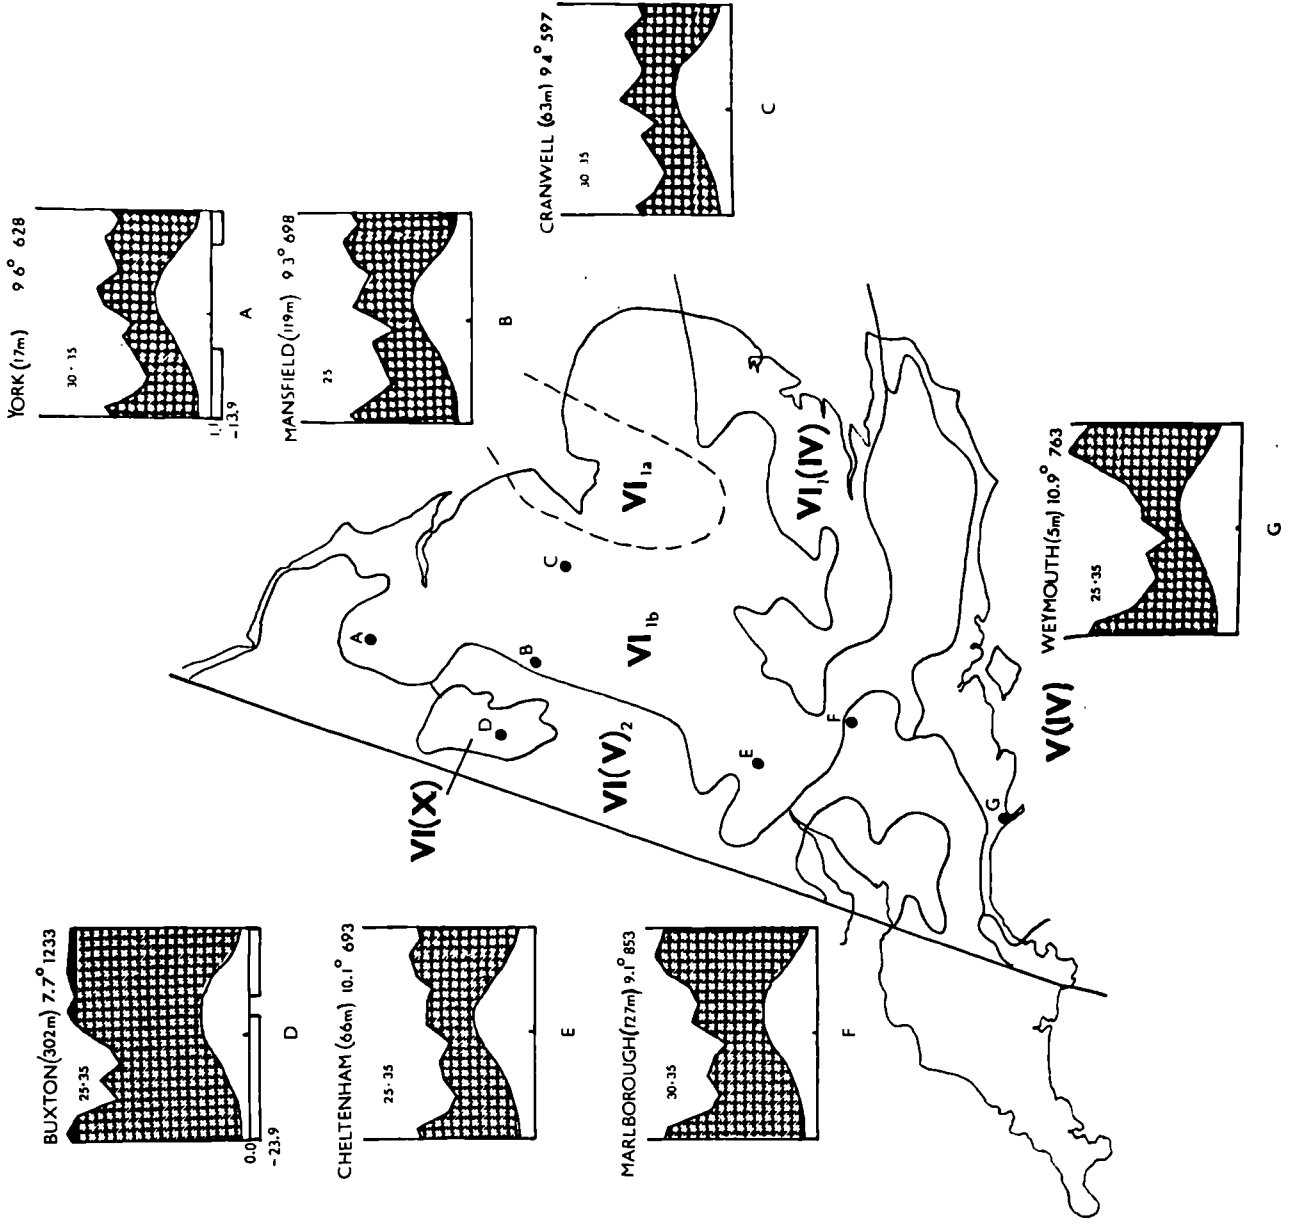 YORK (17m) 9 6° 628
30 - 35
1.1
-13.9
A
MANSFIELD (119m) 9 3° 698
25
B
CRANWELL (63m) 9 4° 597
30 35
C
BUXTON (302m) 7.7° 1233
25-35
0.0
-23.9
D
CHELTENHAM (66m) 10.1° 693
25-35
E
MARLBOROUGH (127m) 9.1° 853
30-35
F
WEYMOUTH (5m) 10.9° 763
25-35
G
A
B
C
D
E
F
G
VI(X)
VI(V)₂
VI₁b
VI₁a
VI₁(IV)
V(IV)